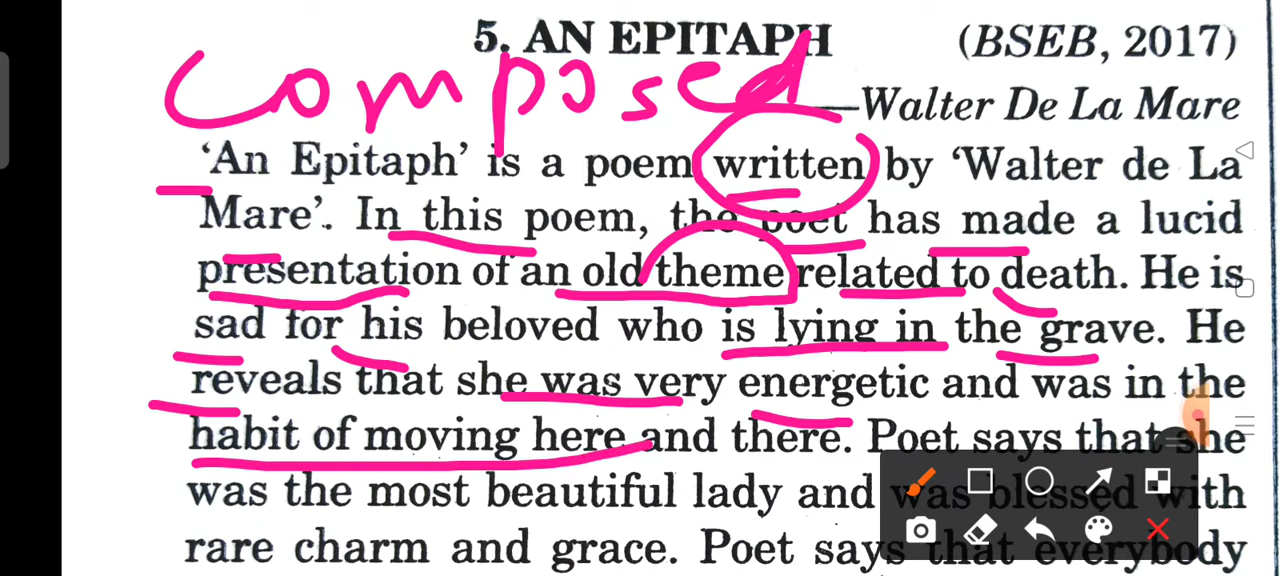 5. AN EPITAPH (BSEB, 2017)
composed
—Walter De La Mare
'An Epitaph' is a poem written by 'Walter de La
Mare'. In this poem, the poet has made a lucid
presentation of an old theme related to death. He is
sad for his beloved who is lying in the grave. He
reveals that she was very energetic and was in the
habit of moving here and there. Poet says that she
was the most beautiful lady and was blessed with
rare charm and grace. Poet says that everybody